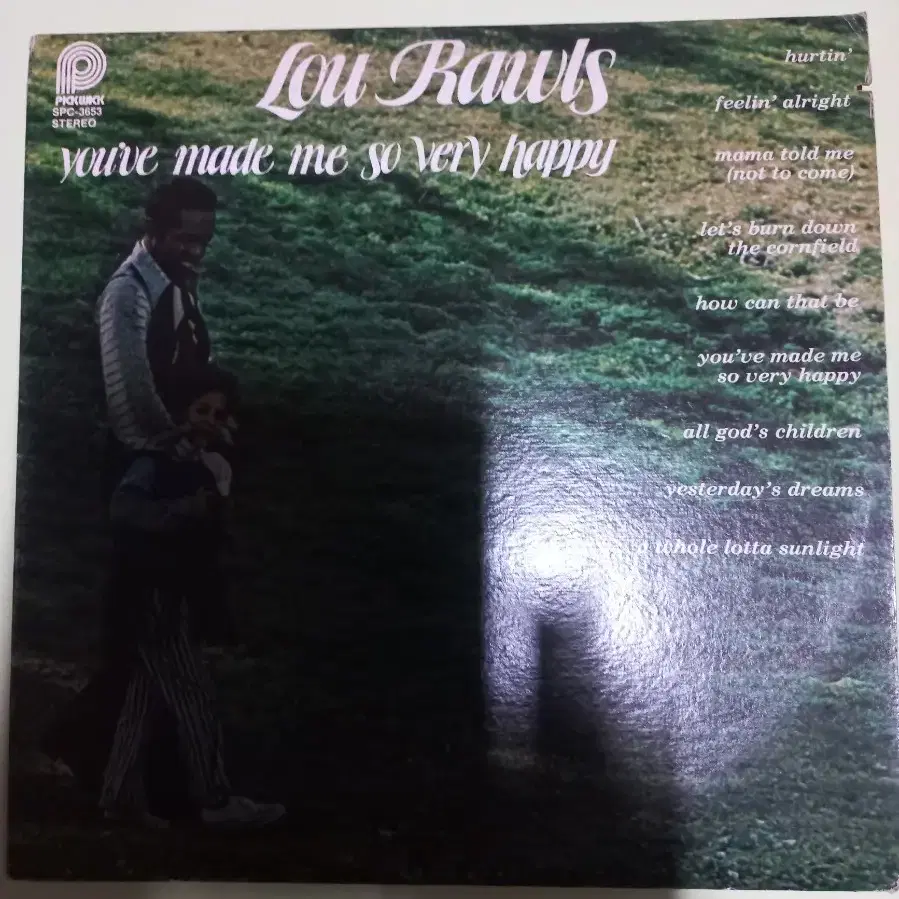 PICKWICK
SPC-3653
STEREO
Lou Rawls
you've made me so very happy
hurtin'
feelin' alright
mama told me
(not to come)
let's burn down
the cornfield
how can that be
you've made me
so very happy
all god's children
yesterday's dreams
a whole lotta sunlight